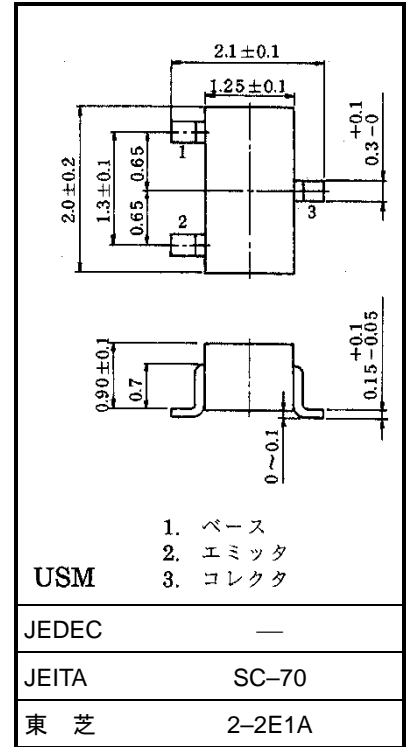 2.1±0.1
1.25±0.1
+0.1
0.3-0
2.0±0.2
1.3±0.1
0.65
0.65
1
2
3
0.90±0.1
0.7
+0.1
0.15-0.05
0~0.1
1. ベース
2. エミッタ
3. コレクタ
USM
JEDEC —
JEITA SC–70
東 芝 2–2E1A